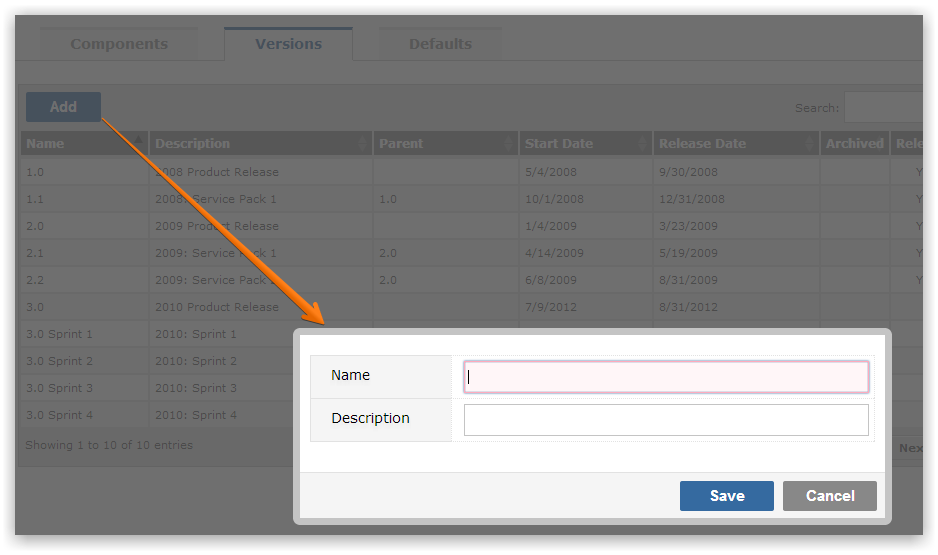 Components Versions Defaults
Add Search:
Name Description Parent Start Date Release Date Archived Rele
1.0 2008 Product Release 5/4/2008 9/30/2008 Y
1.1 2008: Service Pack 1 1.0 10/1/2008 12/31/2008 Y
2.0 2009 Product Release 1/4/2009 3/23/2009 Y
2.1 2009: Service Pack 1 2.0 4/14/2009 5/19/2009 Y
2.2 2009: Service Pack 2.0 6/8/2009 8/31/2009 Y
3.0 2010 Product Release 7/9/2012 8/31/2012
3.0 Sprint 1 2010: Sprint 1
3.0 Sprint 2 2010: Sprint 2
3.0 Sprint 3 2010: Sprint 3
3.0 Sprint 4 2010: Sprint 4
Showing 1 to 10 of 10 entries Nex
Name
Description
Save Cancel